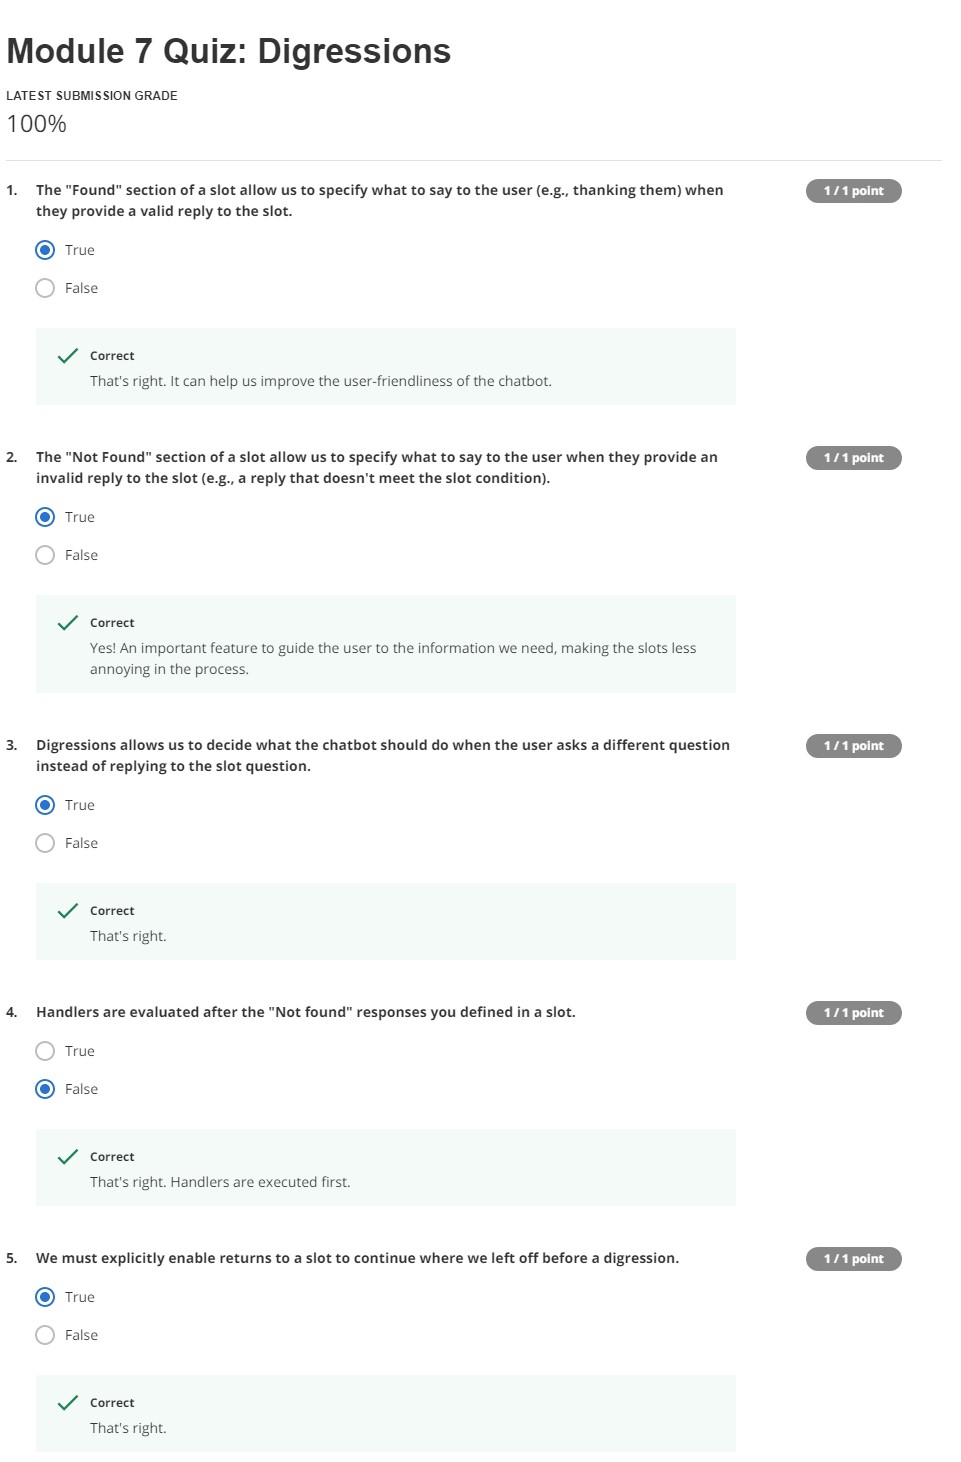 Module 7 Quiz: Digressions
LATEST SUBMISSION GRADE
100%
1. The "Found" section of a slot allow us to specify what to say to the user (e.g., thanking them) when 1 / 1 point
they provide a valid reply to the slot.
True
False
Correct
That's right. It can help us improve the user-friendliness of the chatbot.
2. The "Not Found" section of a slot allow us to specify what to say to the user when they provide an 1 / 1 point
invalid reply to the slot (e.g., a reply that doesn't meet the slot condition).
True
False
Correct
Yes! An important feature to guide the user to the information we need, making the slots less
annoying in the process.
3. Digressions allows us to decide what the chatbot should do when the user asks a different question 1 / 1 point
instead of replying to the slot question.
True
False
Correct
That's right.
4. Handlers are evaluated after the "Not found" responses you defined in a slot. 1 / 1 point
True
False
Correct
That's right. Handlers are executed first.
5. We must explicitly enable returns to a slot to continue where we left off before a digression. 1 / 1 point
True
False
Correct
That's right.